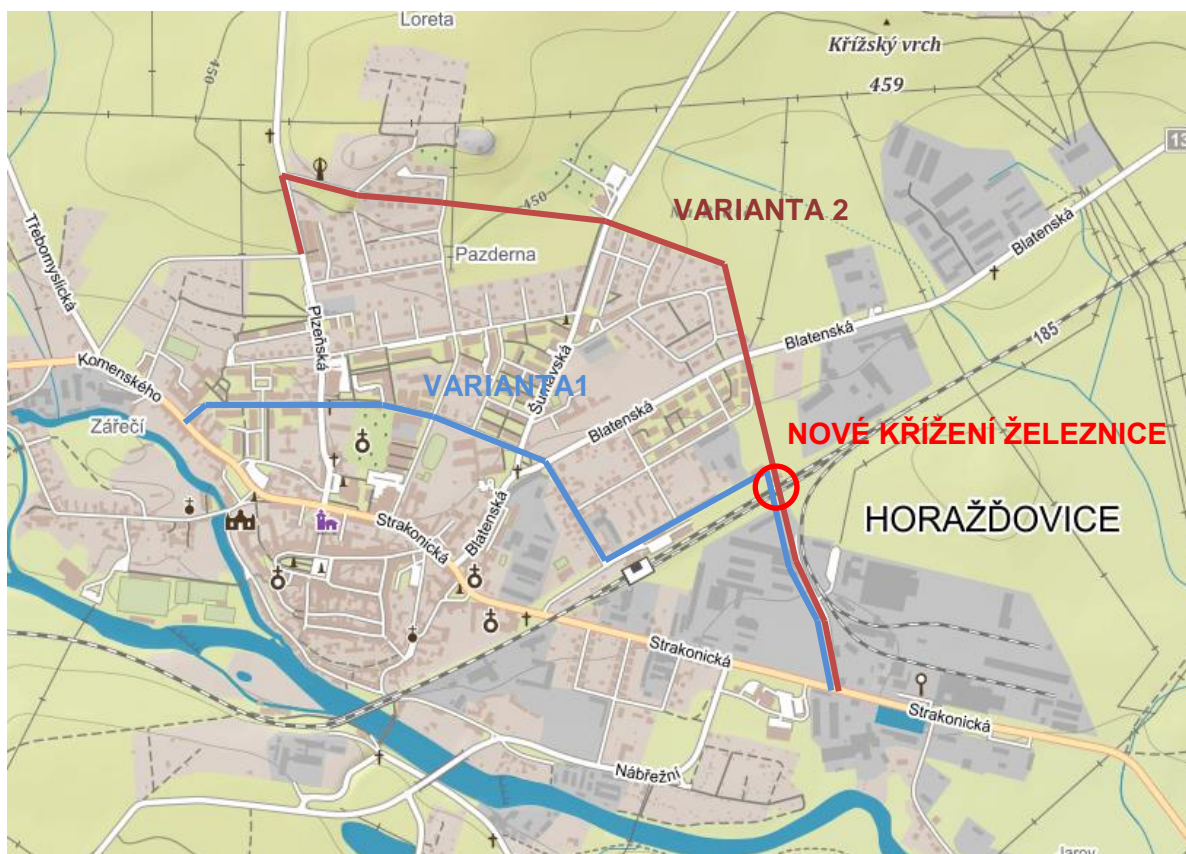 Loreta
Křížský vrch
459
450
13
Třebomyslická
VARIANTA 2
450
Blatenská
Pazderna
Plzeňská
185
Blatenská
Komenského
Šumavská
VARIANTA1
Blatenská
Zářečí
NOVÉ KŘÍŽENÍ ŽELEZNICE
Blatenská
HORAŽĎOVICE
Strakonická
Strakonická
Strakonická
Nábřežní